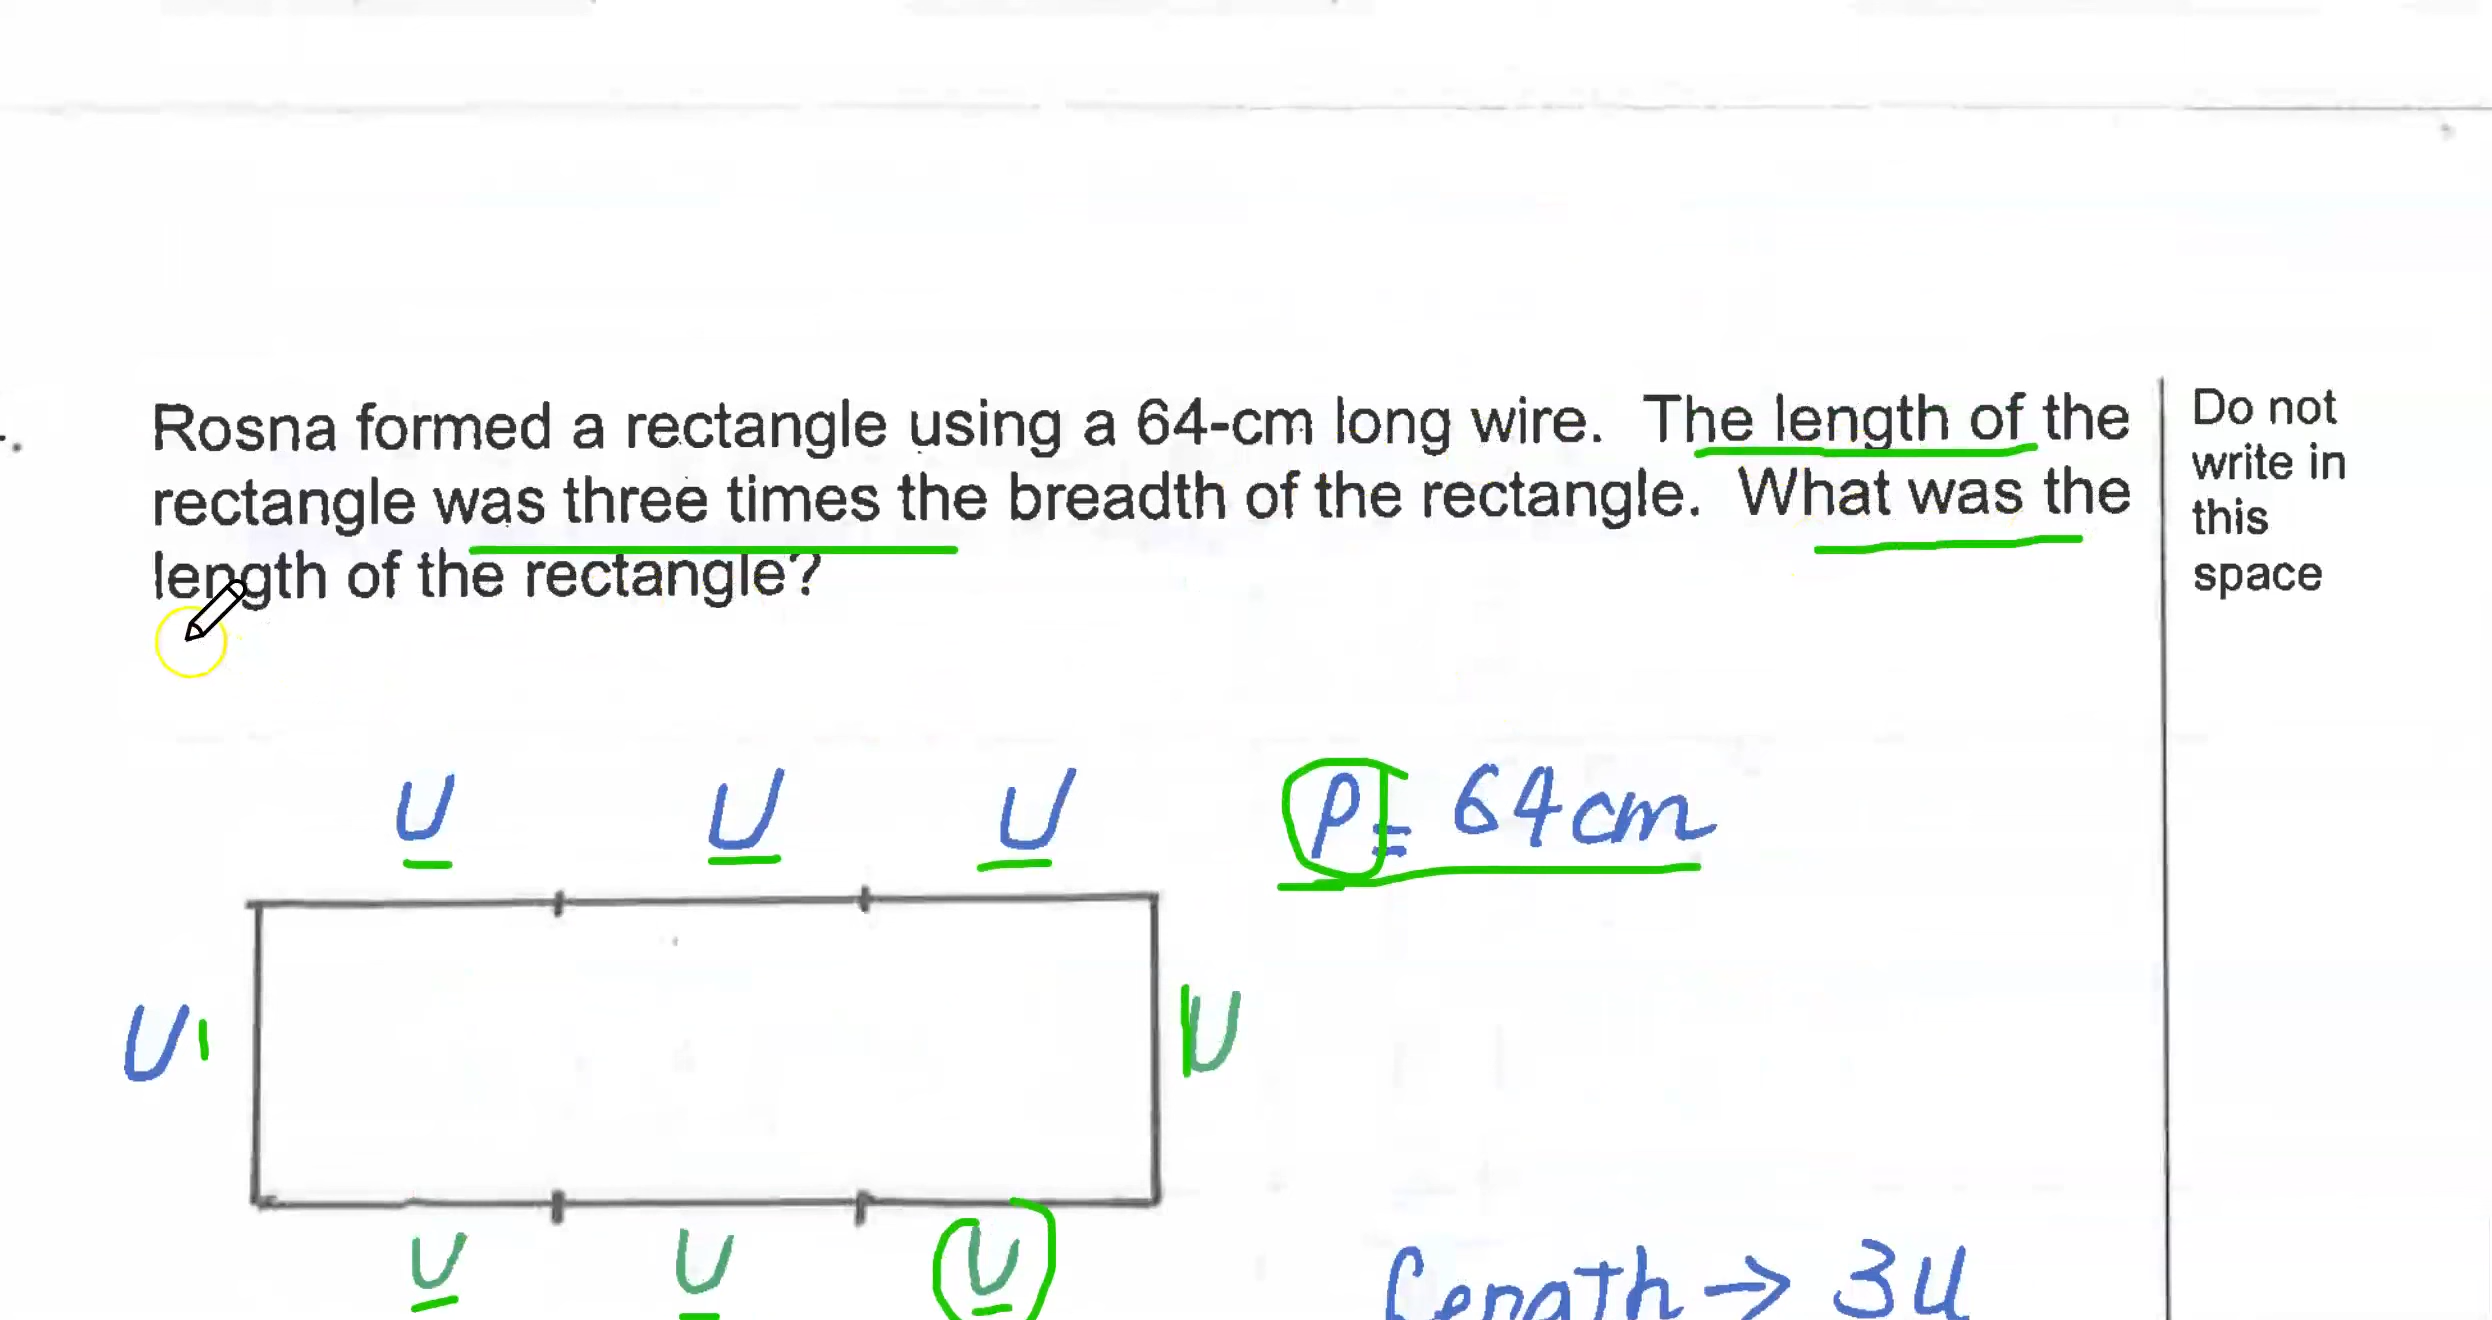 Rosna formed a rectangle using a 64-cm long wire. The length of the
rectangle was three times the breadth of the rectangle. What was the
length of the rectangle?
Do not
write in
this
space
U U U
P = 64cm
U
U
U U U
Length → 3U